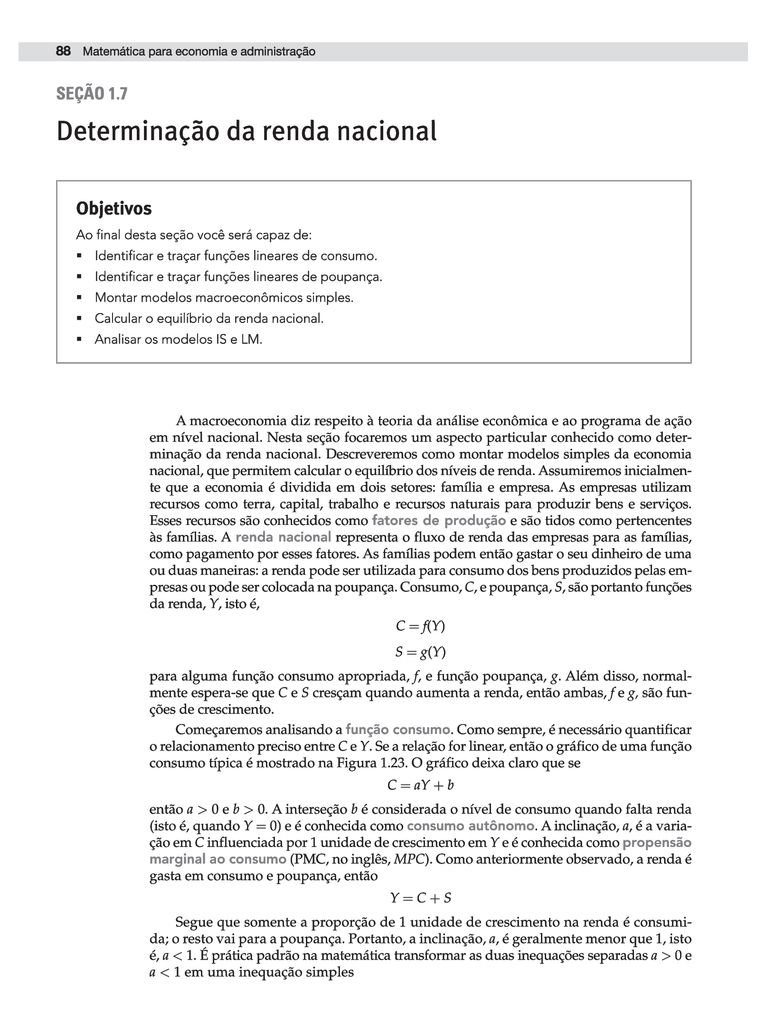 88 Matemática para economia e administração
SEÇÃO 1.7
Determinação da renda nacional
Objetivos
Ao final desta seção você será capaz de:
▪ Identificar e traçar funções lineares de consumo.
▪ Identificar e traçar funções lineares de poupança.
▪ Montar modelos macroeconômicos simples.
▪ Calcular o equilíbrio da renda nacional.
▪ Analisar os modelos IS e LM.
A macroeconomia diz respeito à teoria da análise econômica e ao programa de ação
em nível nacional. Nesta seção focaremos um aspecto particular conhecido como deter-
minação da renda nacional. Descreveremos como montar modelos simples da economia
nacional, que permitem calcular o equilíbrio dos níveis de renda. Assumiremos inicialmen-
te que a economia é dividida em dois setores: família e empresa. As empresas utilizam
recursos como terra, capital, trabalho e recursos naturais para produzir bens e serviços.
Esses recursos são conhecidos como fatores de produção e são tidos como pertencentes
às famílias. A renda nacional representa o fluxo de renda das empresas para as famílias,
como pagamento por esses fatores. As famílias podem então gastar o seu dinheiro de uma
ou duas maneiras: a renda pode ser utilizada para consumo dos bens produzidos pelas em-
presas ou pode ser colocada na poupança. Consumo, C, e poupança, S, são portanto funções
da renda, Y, isto é,
C = f(Y)
S = g(Y)
para alguma função consumo apropriada, f, e função poupança, g. Além disso, normal-
mente espera-se que C e S cresçam quando aumenta a renda, então ambas, f e g, são fun-
ções de crescimento.
Começaremos analisando a função consumo. Como sempre, é necessário quantificar
o relacionamento preciso entre C e Y. Se a relação for linear, então o gráfico de uma função
consumo típica é mostrado na Figura 1.23. O gráfico deixa claro que se
C = aY + b
então a > 0 e b > 0. A interseção b é considerada o nível de consumo quando falta renda
(isto é, quando Y = 0) e é conhecida como consumo autônomo. A inclinação, a, é a varia-
ção em C influenciada por 1 unidade de crescimento em Y e é conhecida como propensão
marginal ao consumo (PMC, no inglês, MPC). Como anteriormente observado, a renda é
gasta em consumo e poupança, então
Y = C + S
Segue que somente a proporção de 1 unidade de crescimento na renda é consumi-
da; o resto vai para a poupança. Portanto, a inclinação, a, é geralmente menor que 1, isto
é, a < 1. É prática padrão na matemática transformar as duas inequações separadas a > 0 e
a < 1 em uma inequação simples